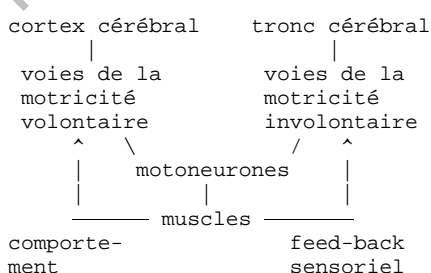 cortex cérébral tronc cérébral
voies de la voies de la
motricité motricité
volontaire involontaire
motoneurones
muscles
comporte- feed-back
ment sensoriel